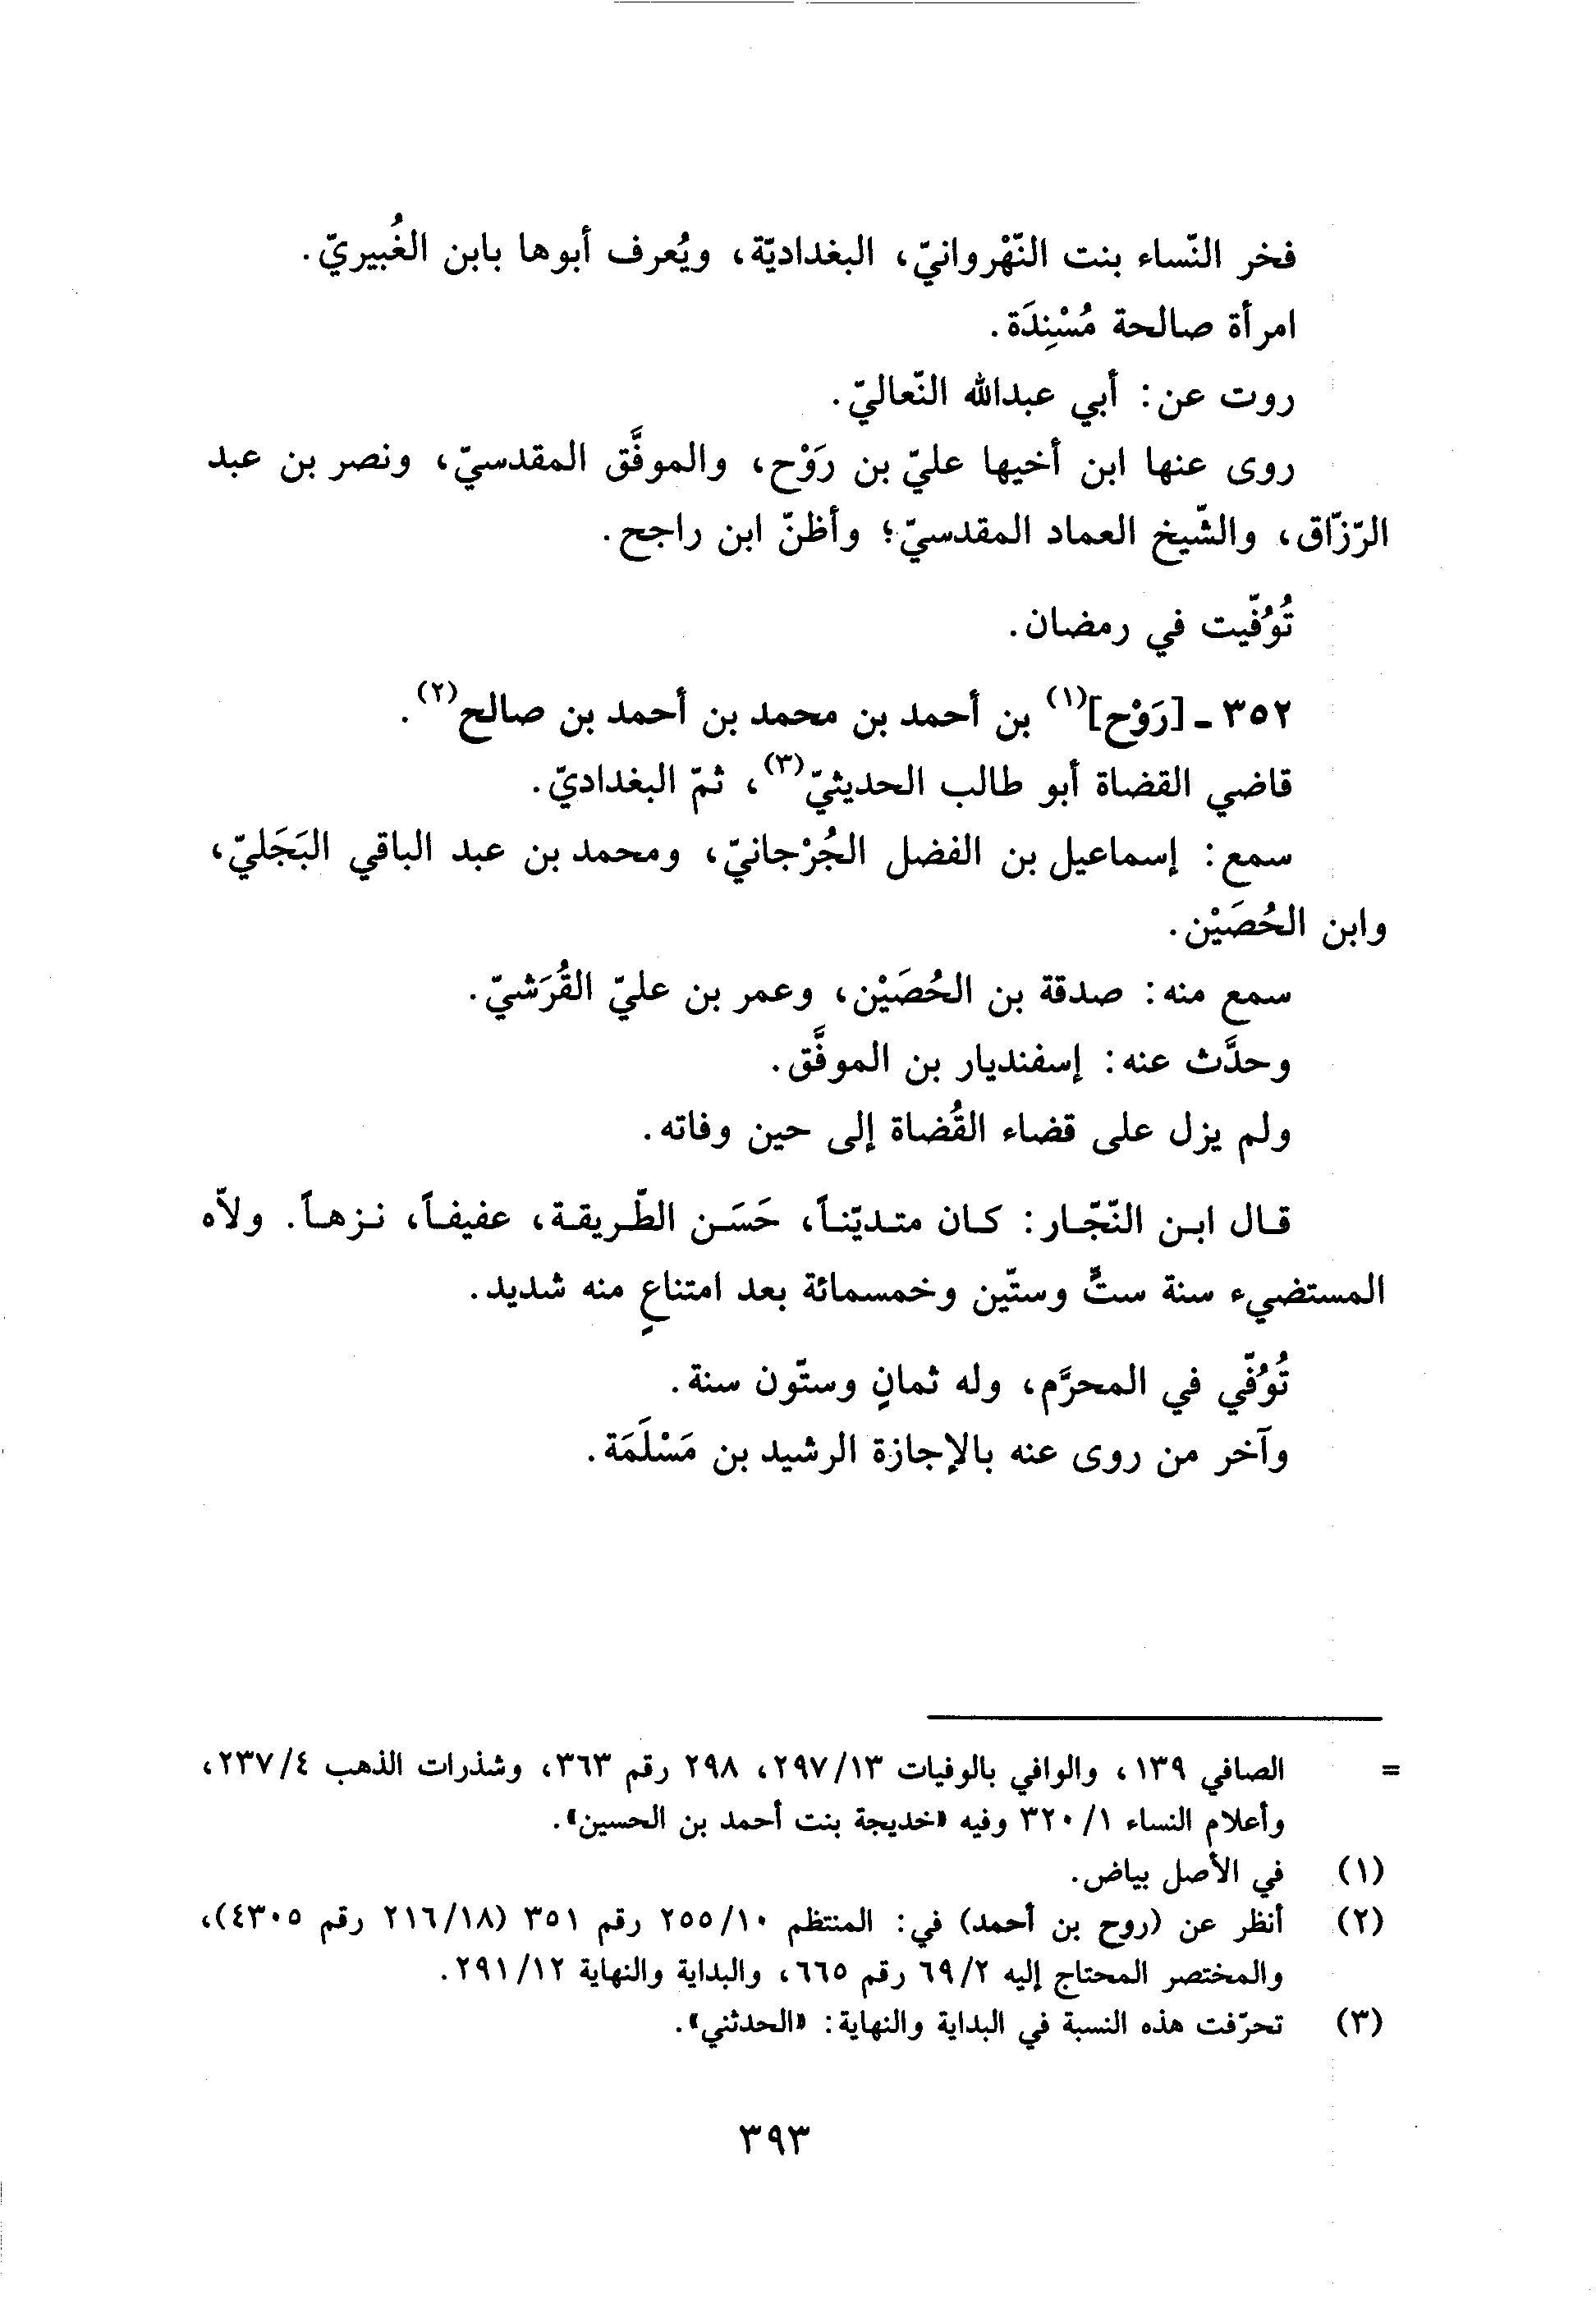 فخر النّساء بنت النّهْروانيّ، البغداديّة، ويُعرف أبوها بابن الغُبيريّ.
امرأة صالحة مُسْنِدَة.
روت عن: أبي عبدالله النّعاليّ.
روى عنها ابن أخيها عليّ بن رَوْح، والموفَّق المقدسيّ، ونصر بن عبد
الرّزّاق، والشّيخ العماد المقدسيّ؛ وأظنّ ابن راجح.
تُوُفّيت في رمضان.
٣٥٢ ـ [رَوْح](١) بن أحمد بن محمد بن أحمد بن صالح(٢).
قاضي القضاة أبو طالب الحديثيّ(٣)، ثمّ البغداديّ.
سمع: إسماعيل بن الفضل الجُرْجانيّ، ومحمد بن عبد الباقي البَجَليّ،
وابن الحُصَيْن.
سمع منه: صدقة بن الحُصَيْن، وعمر بن عليّ القُرَشيّ.
وحدَّث عنه: إسفنديار بن الموفَّق.
ولم يزل على قضاء القُضاة إلى حين وفاته.
قال ابن النّجّار: كان متديّناً، حَسَن الطّريقة، عفيفاً، نزهاً. ولاّه
المستضيء سنة ستٍّ وستّين وخمسمائة بعد امتناعٍ منه شديد.
تُوُفّي في المحرَّم، وله ثمانٍ وستّون سنة.
وآخر من روى عنه بالإجازة الرشيد بن مَسْلَمَة.
= الصافي ١٣٩، والوافي بالوفيات ٢٩٧/١٣، ٢٩٨ رقم ٣٦٣، وشذرات الذهب ٢٣٧/٤،
وأعلام النساء ٣٢٠/١ وفيه «خديجة بنت أحمد بن الحسين».
(١) في الأصل بياض.
(٢) أنظر عن (روح بن أحمد) في: المنتظم ٢٥٥/١٠ رقم ٣٥١ (٢١٦/١٨ رقم ٤٣٠٥)،
والمختصر المحتاج إليه ٦٩/٢ رقم ٦٦٥، والبداية والنهاية ٢٩١/١٢.
(٣) تحرّفت هذه النسبة في البداية والنهاية: «الحدثني».
٣٩٣